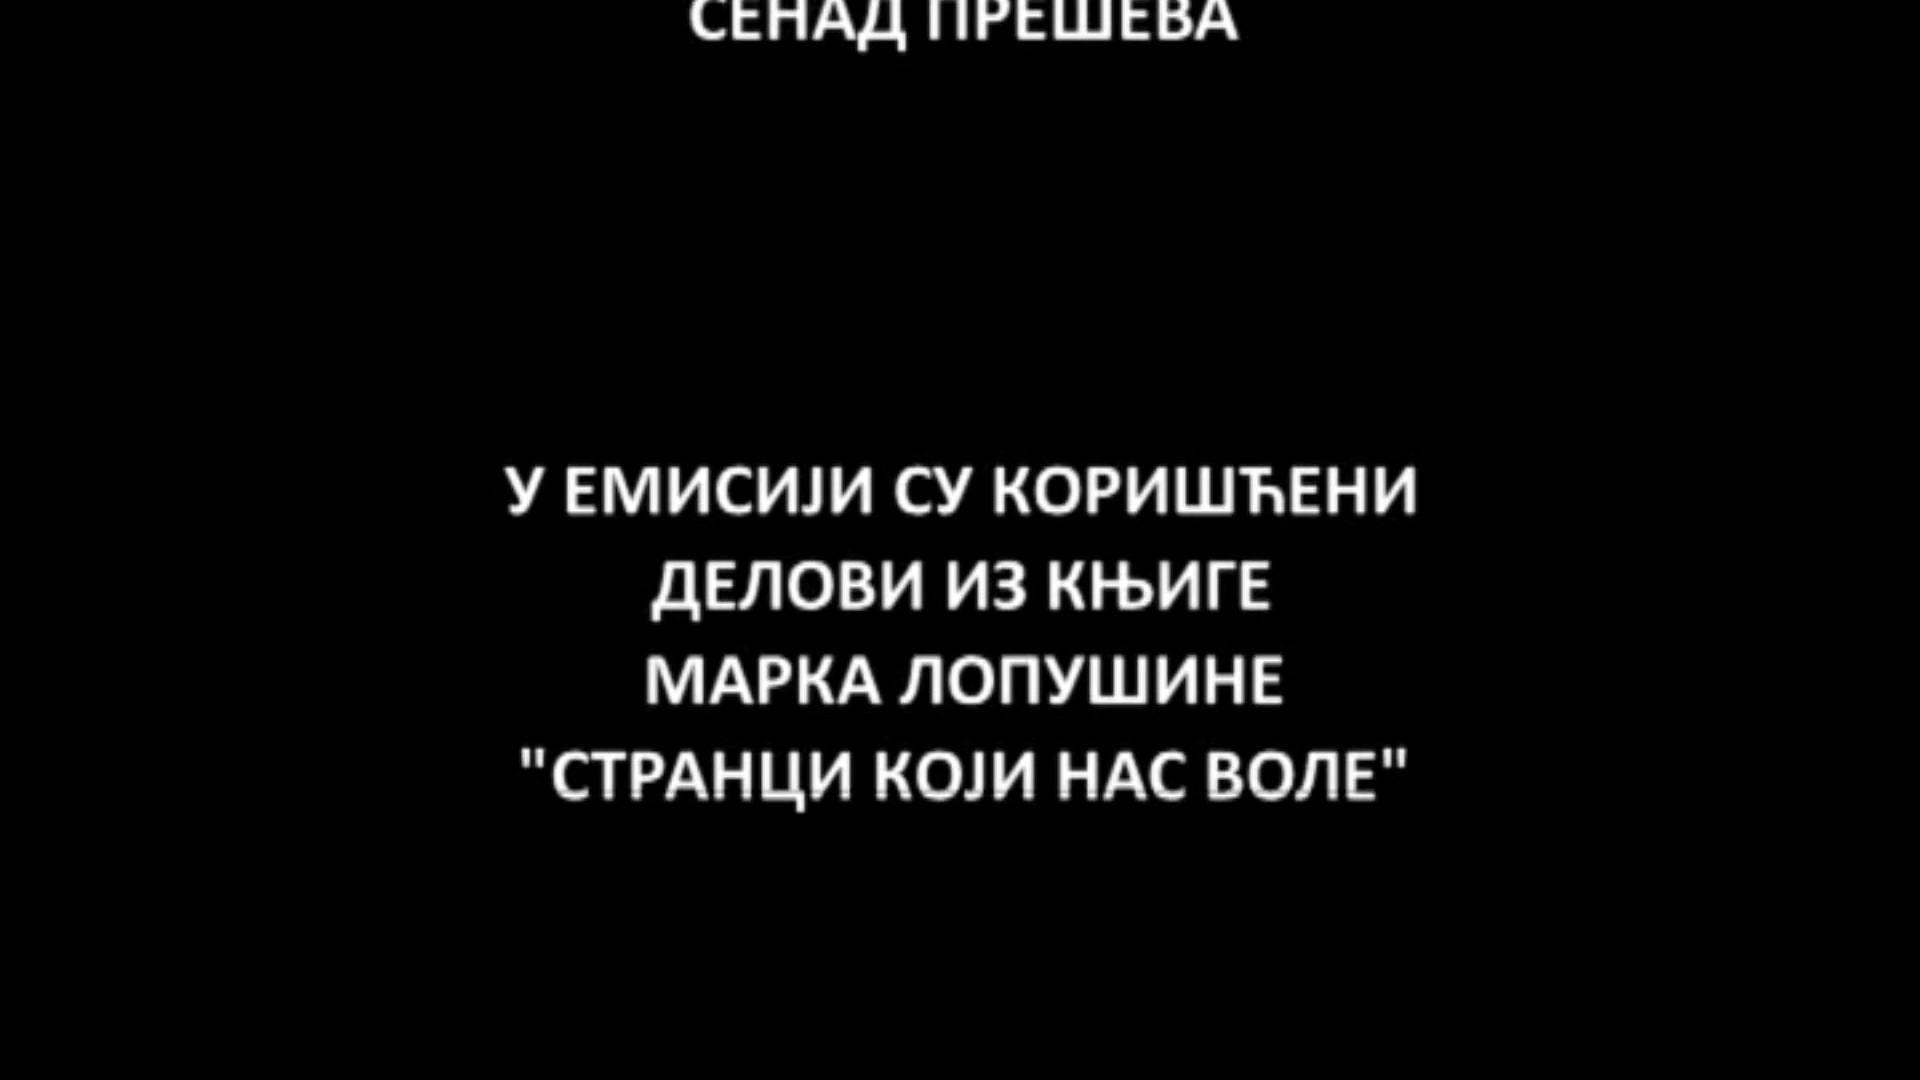 СЕНАД ПРЕШЕВА
У ЕМИСИЈИ СУ КОРИШЋЕНИ
ДЕЛОВИ ИЗ КЊИГЕ
МАРКА ЛОПУШИНЕ
"СТРАНЦИ КОЈИ НАС ВОЛЕ"